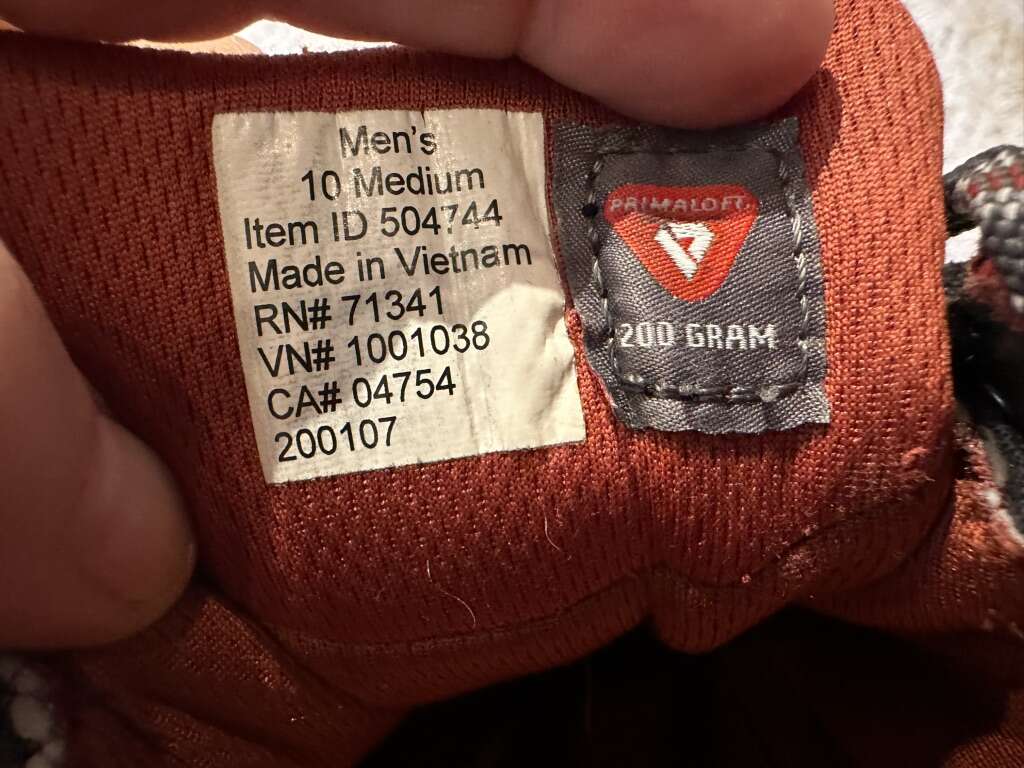 Men's
10 Medium
Item ID 504744
Made in Vietnam
RN# 71341
VN# 1001038
CA# 04754
200107
PRIMALOFT
200 GRAM